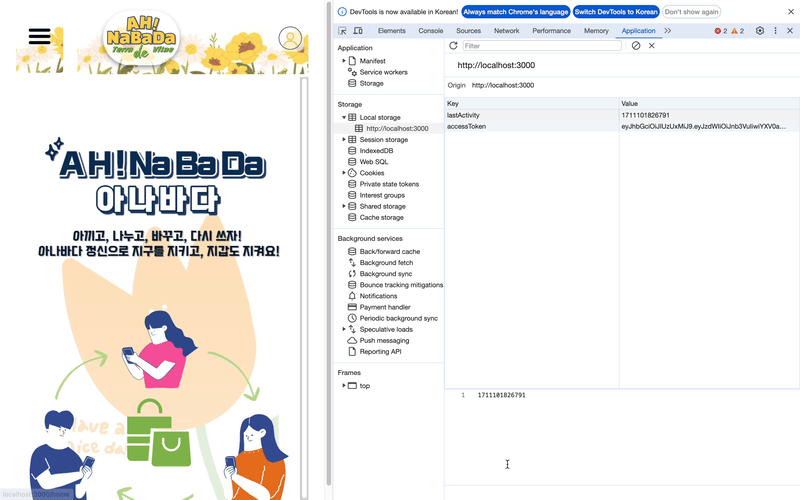 AH!
NaBaDa
Terra de Vitae
AH!NaBaDa
아나바다
아끼고, 나누고, 바꾸고, 다시 쓰자!
아나바다 정신으로 지구를 지키고, 지갑도 지켜요!
Have a
nice da
localhost:3000/home
DevTools is now available in Korean!
Always match Chrome's language
Switch DevTools to Korean
Don't show again
Elements
Console
Sources
Network
Performance
Memory
Application
2
2
Filter
Application
Manifest
Service workers
Storage
Storage
Local storage
http://localhost:3000
Session storage
IndexedDB
Web SQL
Cookies
Private state tokens
Interest groups
Shared storage
Cache storage
Background services
Back/forward cache
Background fetch
Background sync
Bounce tracking mitigations
Notifications
Payment handler
Periodic background sync
Speculative loads
Push messaging
Reporting API
Frames
top
http://localhost:3000
Origin http://localhost:3000
Key Value
lastActivity 1711101826791
accessToken eyJhbGciOiJIUzUxMiJ9.eyJzdWIiOiJnb3VuIiwiYXV0a...
1 1711101826791